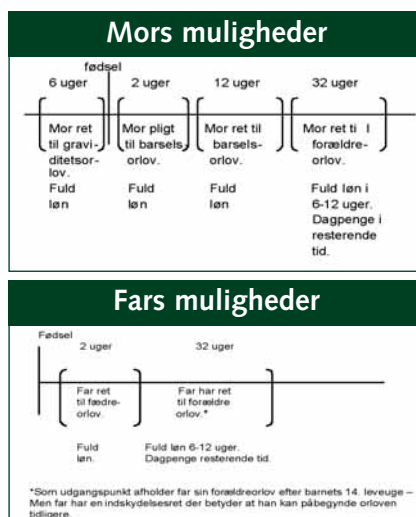 Mors muligheder
fødsel
6 uger 2 uger 12 uger 32 uger
Mor ret
til gravi-
ditetsor-
lov.
Fuld
løn
Mor pligt
til barsels
orlov.
Fuld
løn
Mor ret til
barsels-
orlov.
Fuld
løn
Mor ret ti l
forældre-
orlov.
Fuld løn i
6-12 uger.
Dagpenge i
resterende
tid.
Fars muligheder
Fødsel
2 uger 32 uger
Far ret
til fædre-
orlov.
Fuld
løn.
Far har ret
til forældre
orlov.*
Fuld løn 6-12 uger.
Dagpenge resterende tid.
*Som udgangspunkt afholder far sin forældreorlov efter barnets 14. leveuge –
Men far har en indskydelsesret der betyder at han kan påbegynde orloven
tidligere.